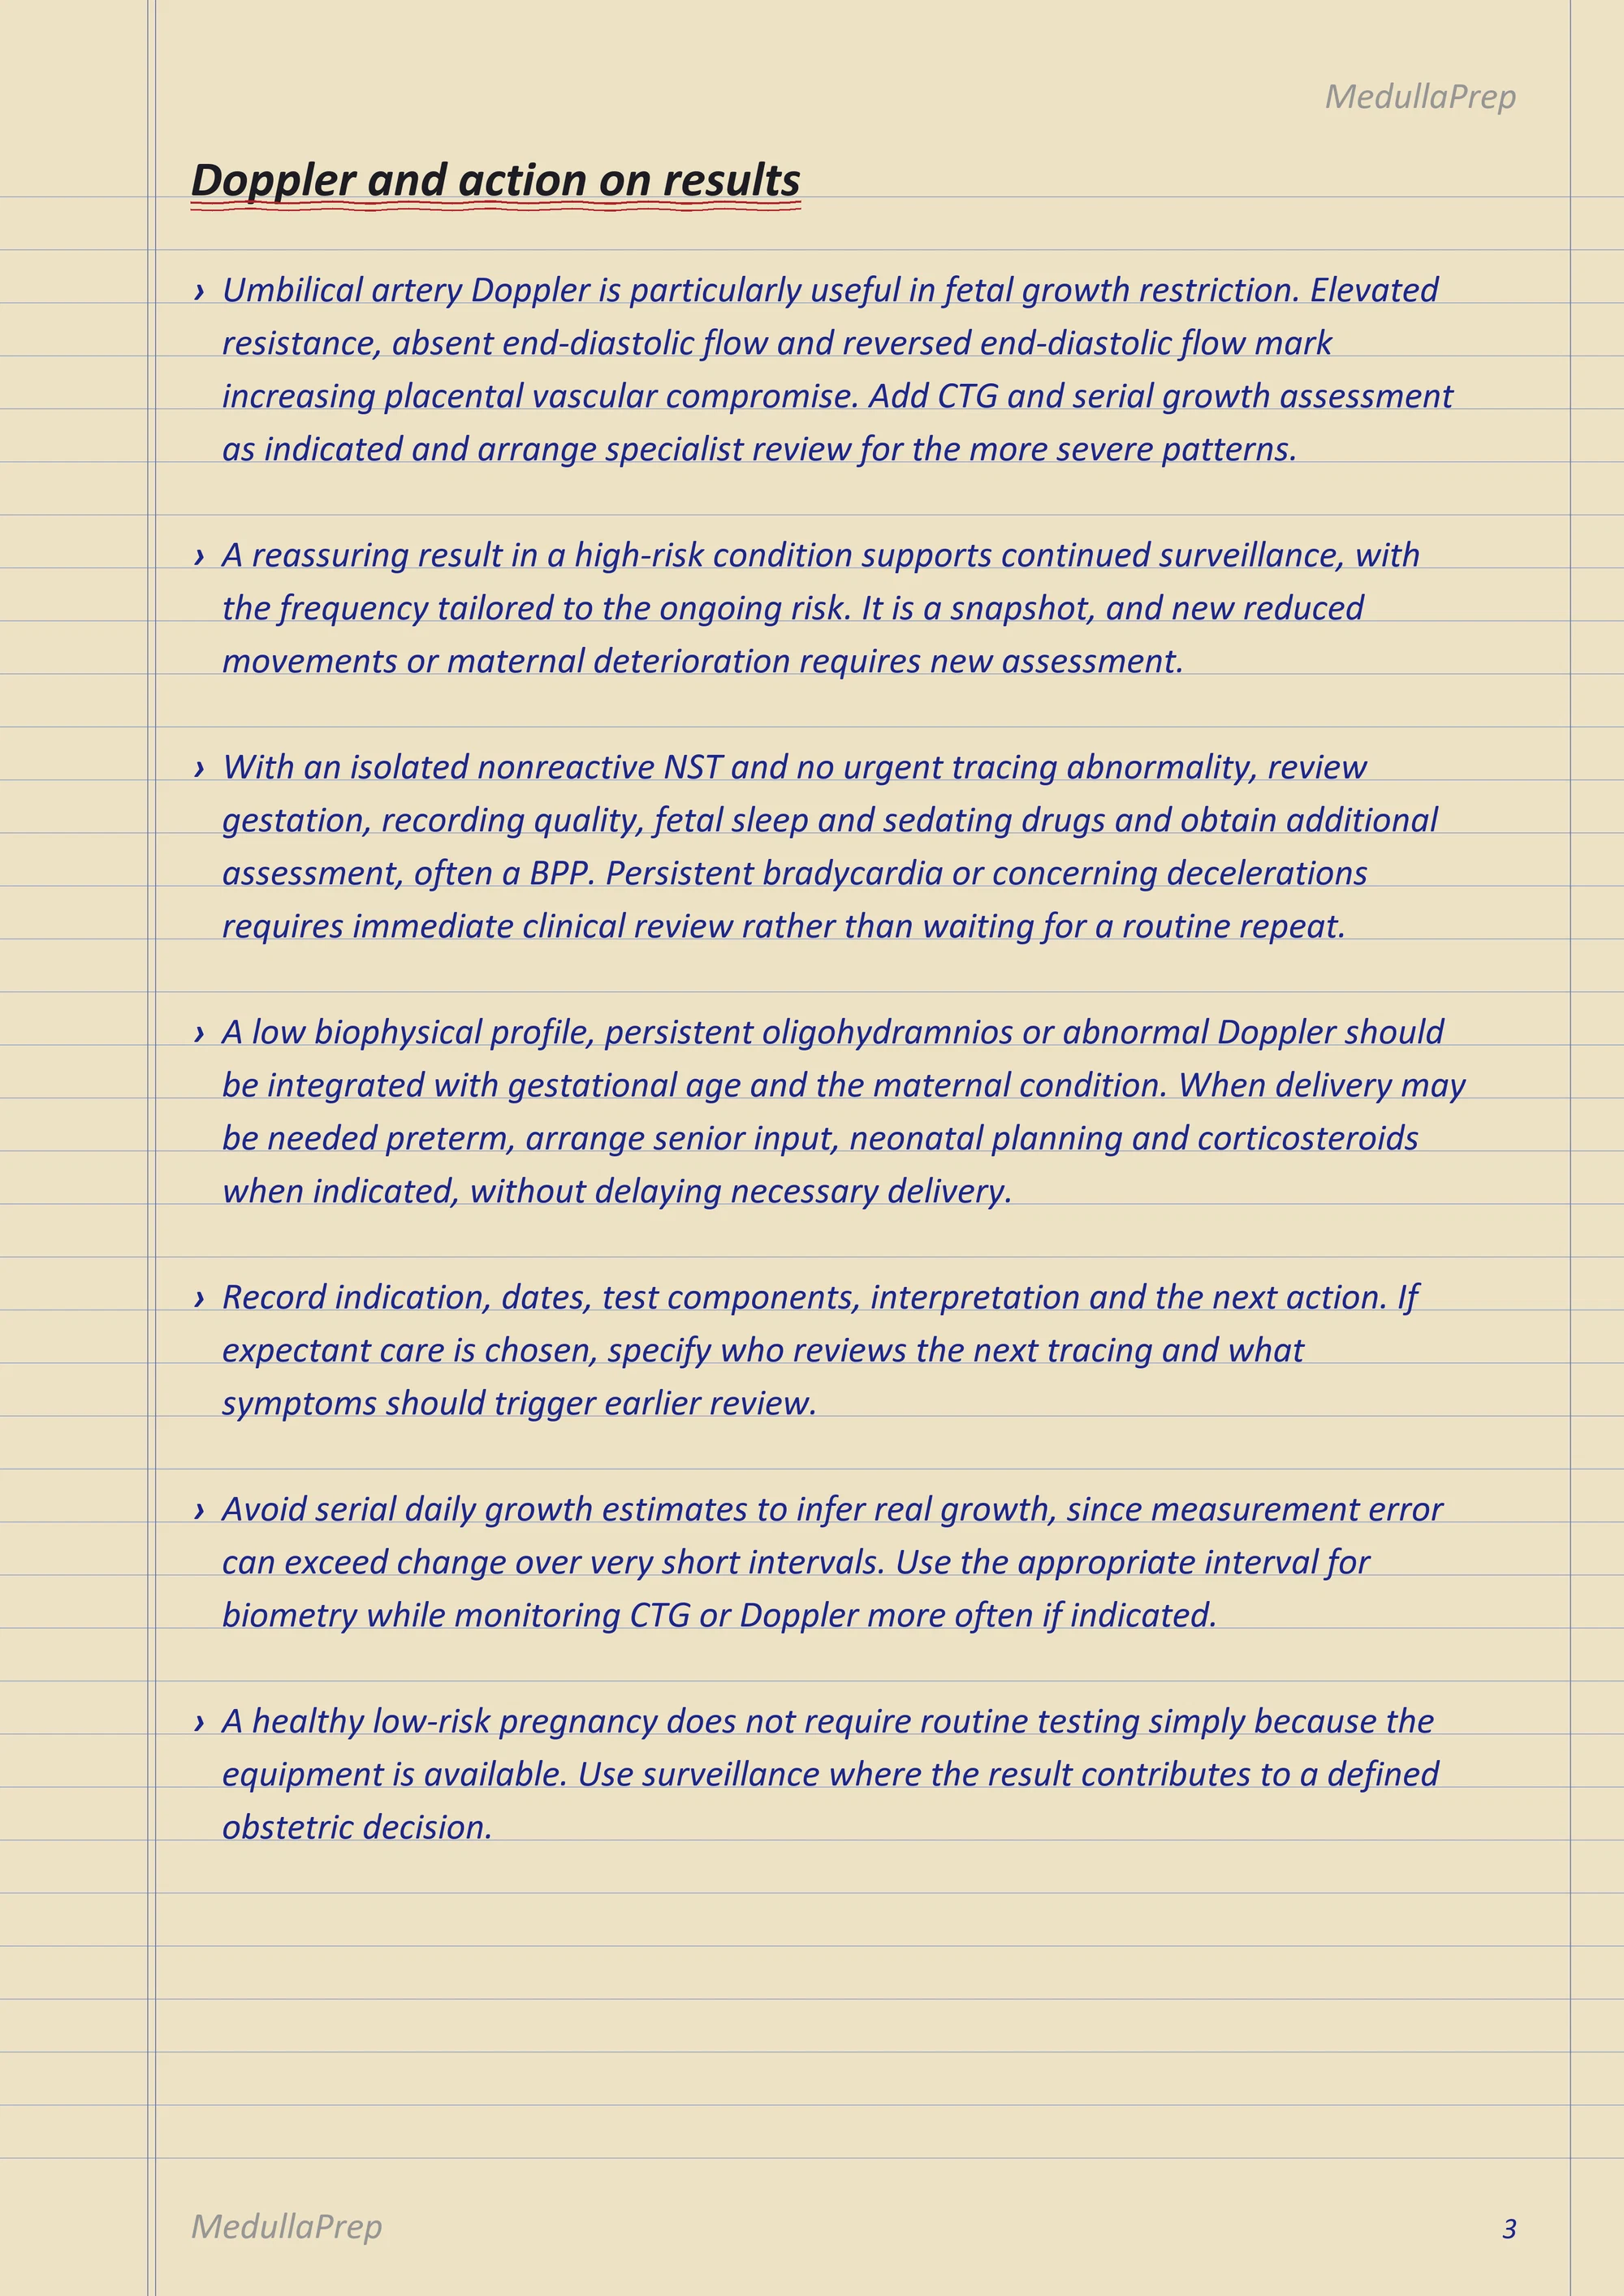 MedullaPrep
Doppler and action on results
› Umbilical artery Doppler is particularly useful in fetal growth restriction. Elevated
resistance, absent end-diastolic flow and reversed end-diastolic flow mark
increasing placental vascular compromise. Add CTG and serial growth assessment
as indicated and arrange specialist review for the more severe patterns.
› A reassuring result in a high-risk condition supports continued surveillance, with
the frequency tailored to the ongoing risk. It is a snapshot, and new reduced
movements or maternal deterioration requires new assessment.
› With an isolated nonreactive NST and no urgent tracing abnormality, review
gestation, recording quality, fetal sleep and sedating drugs and obtain additional
assessment, often a BPP. Persistent bradycardia or concerning decelerations
requires immediate clinical review rather than waiting for a routine repeat.
› A low biophysical profile, persistent oligohydramnios or abnormal Doppler should
be integrated with gestational age and the maternal condition. When delivery may
be needed preterm, arrange senior input, neonatal planning and corticosteroids
when indicated, without delaying necessary delivery.
› Record indication, dates, test components, interpretation and the next action. If
expectant care is chosen, specify who reviews the next tracing and what
symptoms should trigger earlier review.
› Avoid serial daily growth estimates to infer real growth, since measurement error
can exceed change over very short intervals. Use the appropriate interval for
biometry while monitoring CTG or Doppler more often if indicated.
› A healthy low-risk pregnancy does not require routine testing simply because the
equipment is available. Use surveillance where the result contributes to a defined
obstetric decision.
MedullaPrep
3